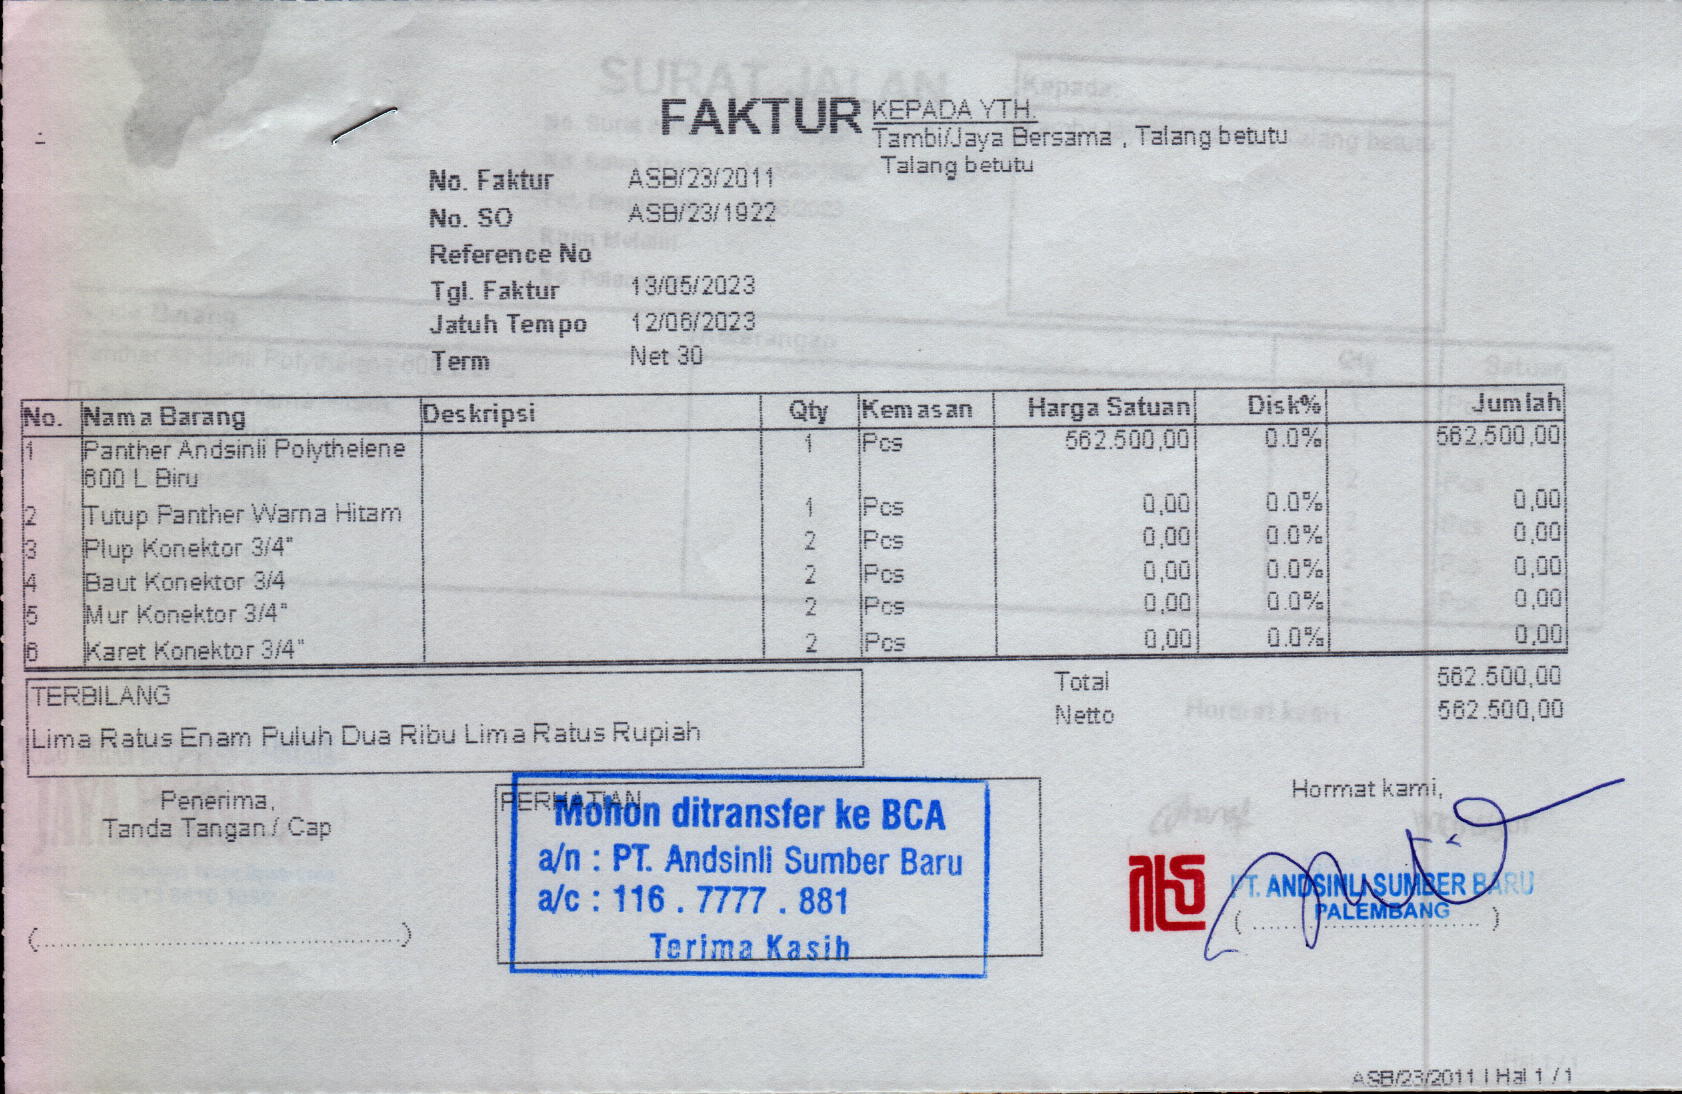 FAKTUR
KEPADA YTH.
Tambi/Jaya Bersama , Talang betutu
Talang betutu
No. Faktur ASB/23/2011
No. SO ASB/23/1922
Reference No
Tgl. Faktur 13/05/2023
Jatuh Tempo 12/06/2023
Term Net 30
No. Nama Barang Deskripsi Qty Kemasan Harga Satuan Disk% Jumlah
1 Panther Andsinli Polythelene 1 Pcs 562.500,00 0.0% 562.500,00
600 L Biru
2 Tutup Panther Warna Hitam 1 Pcs 0,00 0.0% 0,00
3 Plup Konektor 3/4" 2 Pcs 0,00 0.0% 0,00
4 Baut Konektor 3/4 2 Pcs 0,00 0.0% 0,00
5 Mur Konektor 3/4" 2 Pcs 0,00 0.0% 0,00
6 Karet Konektor 3/4" 2 Pcs 0,00 0.0% 0,00
Total 562.500,00
Netto 562.500,00
TERBILANG
Lima Ratus Enam Puluh Dua Ribu Lima Ratus Rupiah
Penerima,
Tanda Tangan / Cap
PERHATIAN
Mohon ditransfer ke BCA
a/n : PT. Andsinli Sumber Baru
a/c : 116 . 7777 . 881
Terima Kasih
Hormat kami,
PT. ANDSINLI SUMBER BARU
PALEMBANG
ASB/23/2011 | Hal 1 / 1
SURAT JALAN
Kepada: